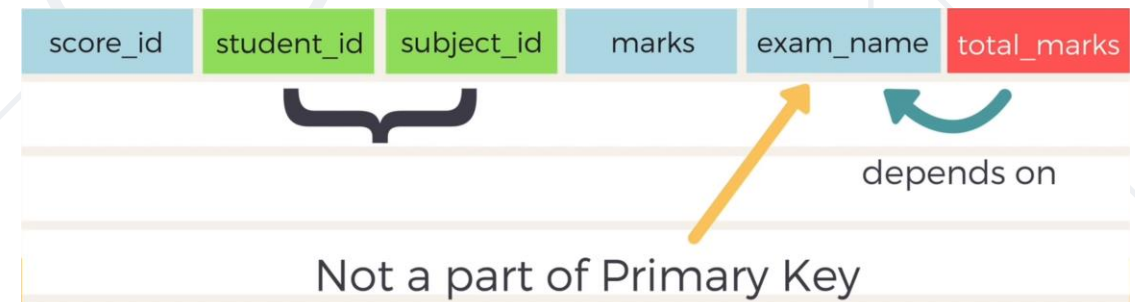 score_id student_id subject_id marks exam_name total_marks
depends on
Not a part of Primary Key